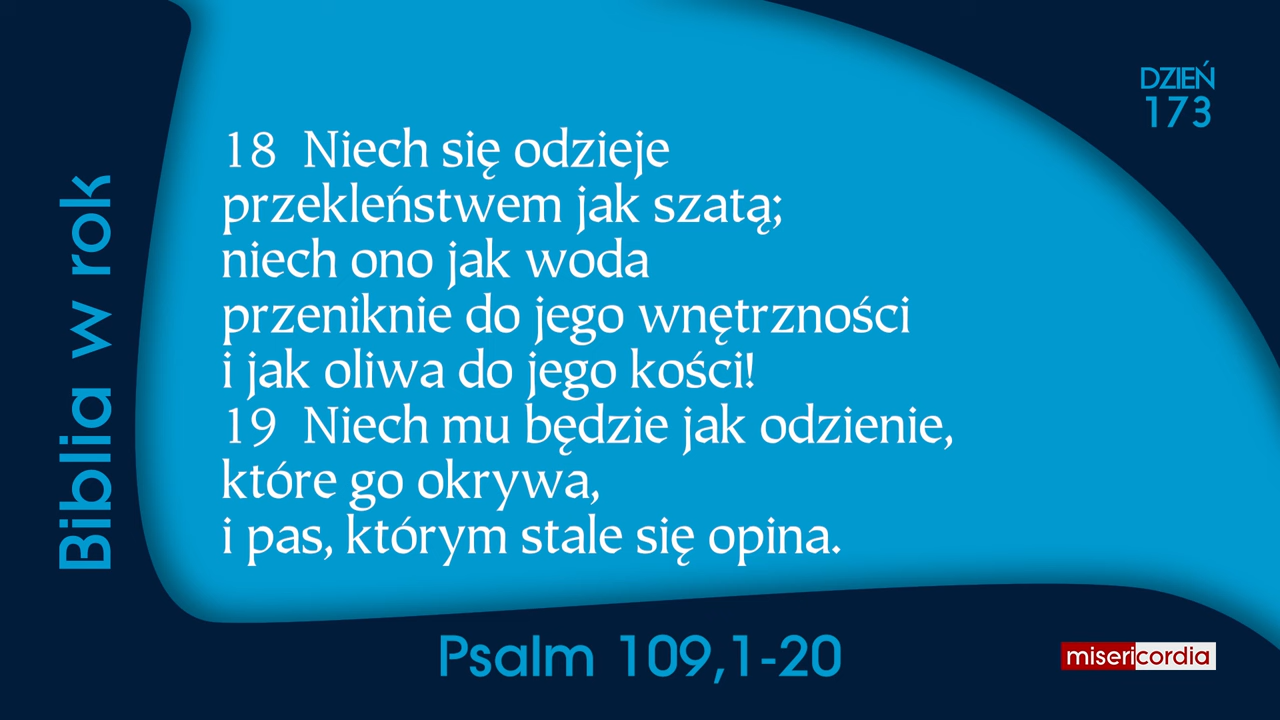 DZIEŃ
173
18 Niech się odzieje
przekleństwem jak szatą;
niech ono jak woda
przeniknie do jego wnętrzności
i jak oliwa do jego kości!
19 Niech mu będzie jak odzienie,
które go okrywa,
i pas, którym stale się opina.
Biblia w rok
Psalm 109,1-20
misericordia